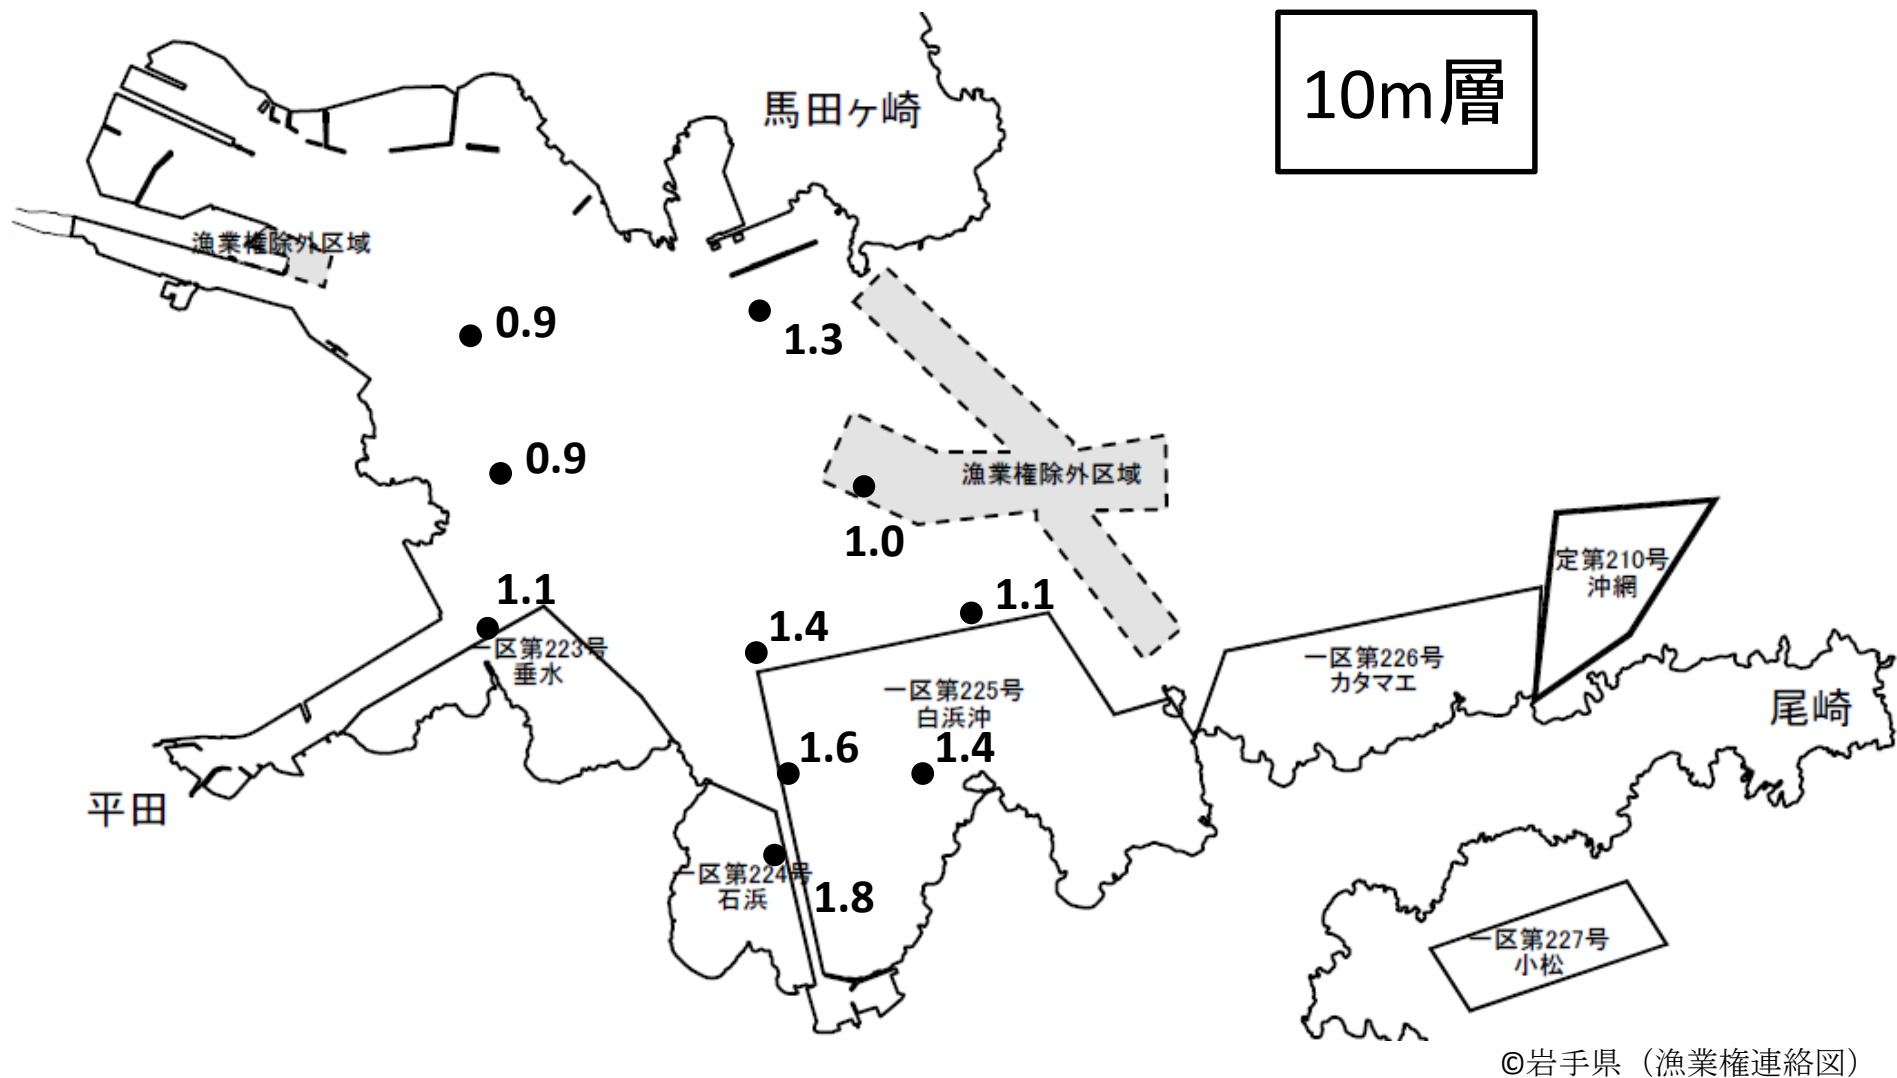 10m層
馬田ヶ崎
漁業権除外区域
0.9
1.3
0.9
漁業権除外区域
1.0
定第210号
沖網
1.1
1.1
1.4
一区第223号
垂水
一区第226号
カタマエ
一区第225号
白浜沖
尾崎
1.6
1.4
平田
一区第224号
石浜
1.8
一区第227号
小松
©岩手県（漁業権連絡図）